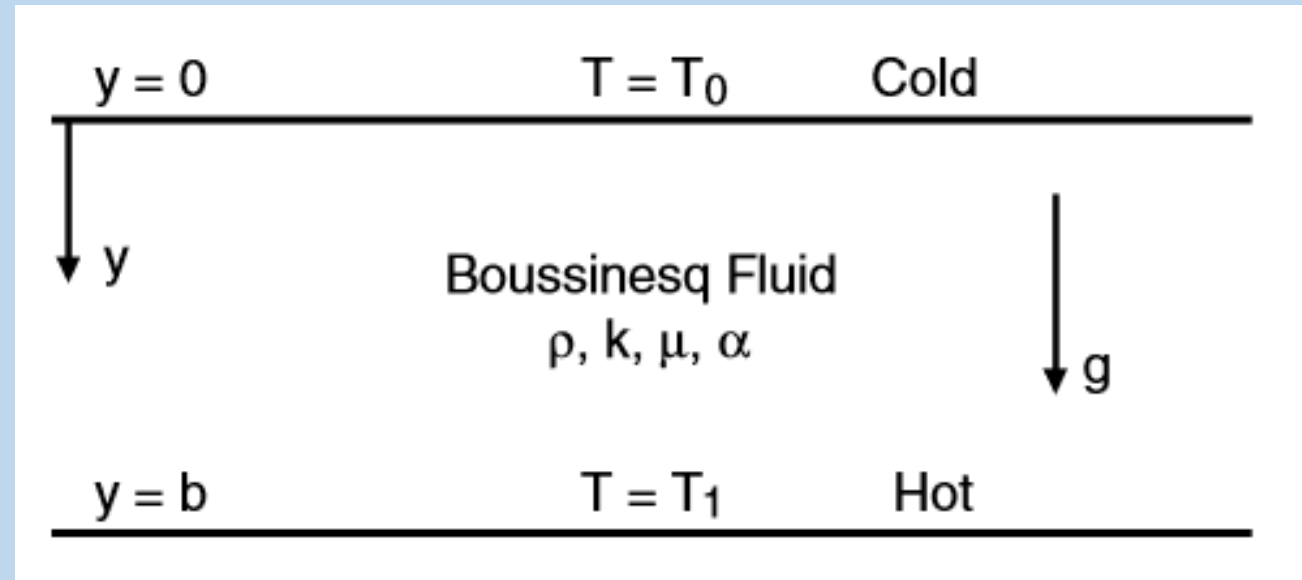 y = 0 T = T₀ Cold
y
Boussinesq Fluid
ρ, k, μ, α
g
y = b T = T₁ Hot